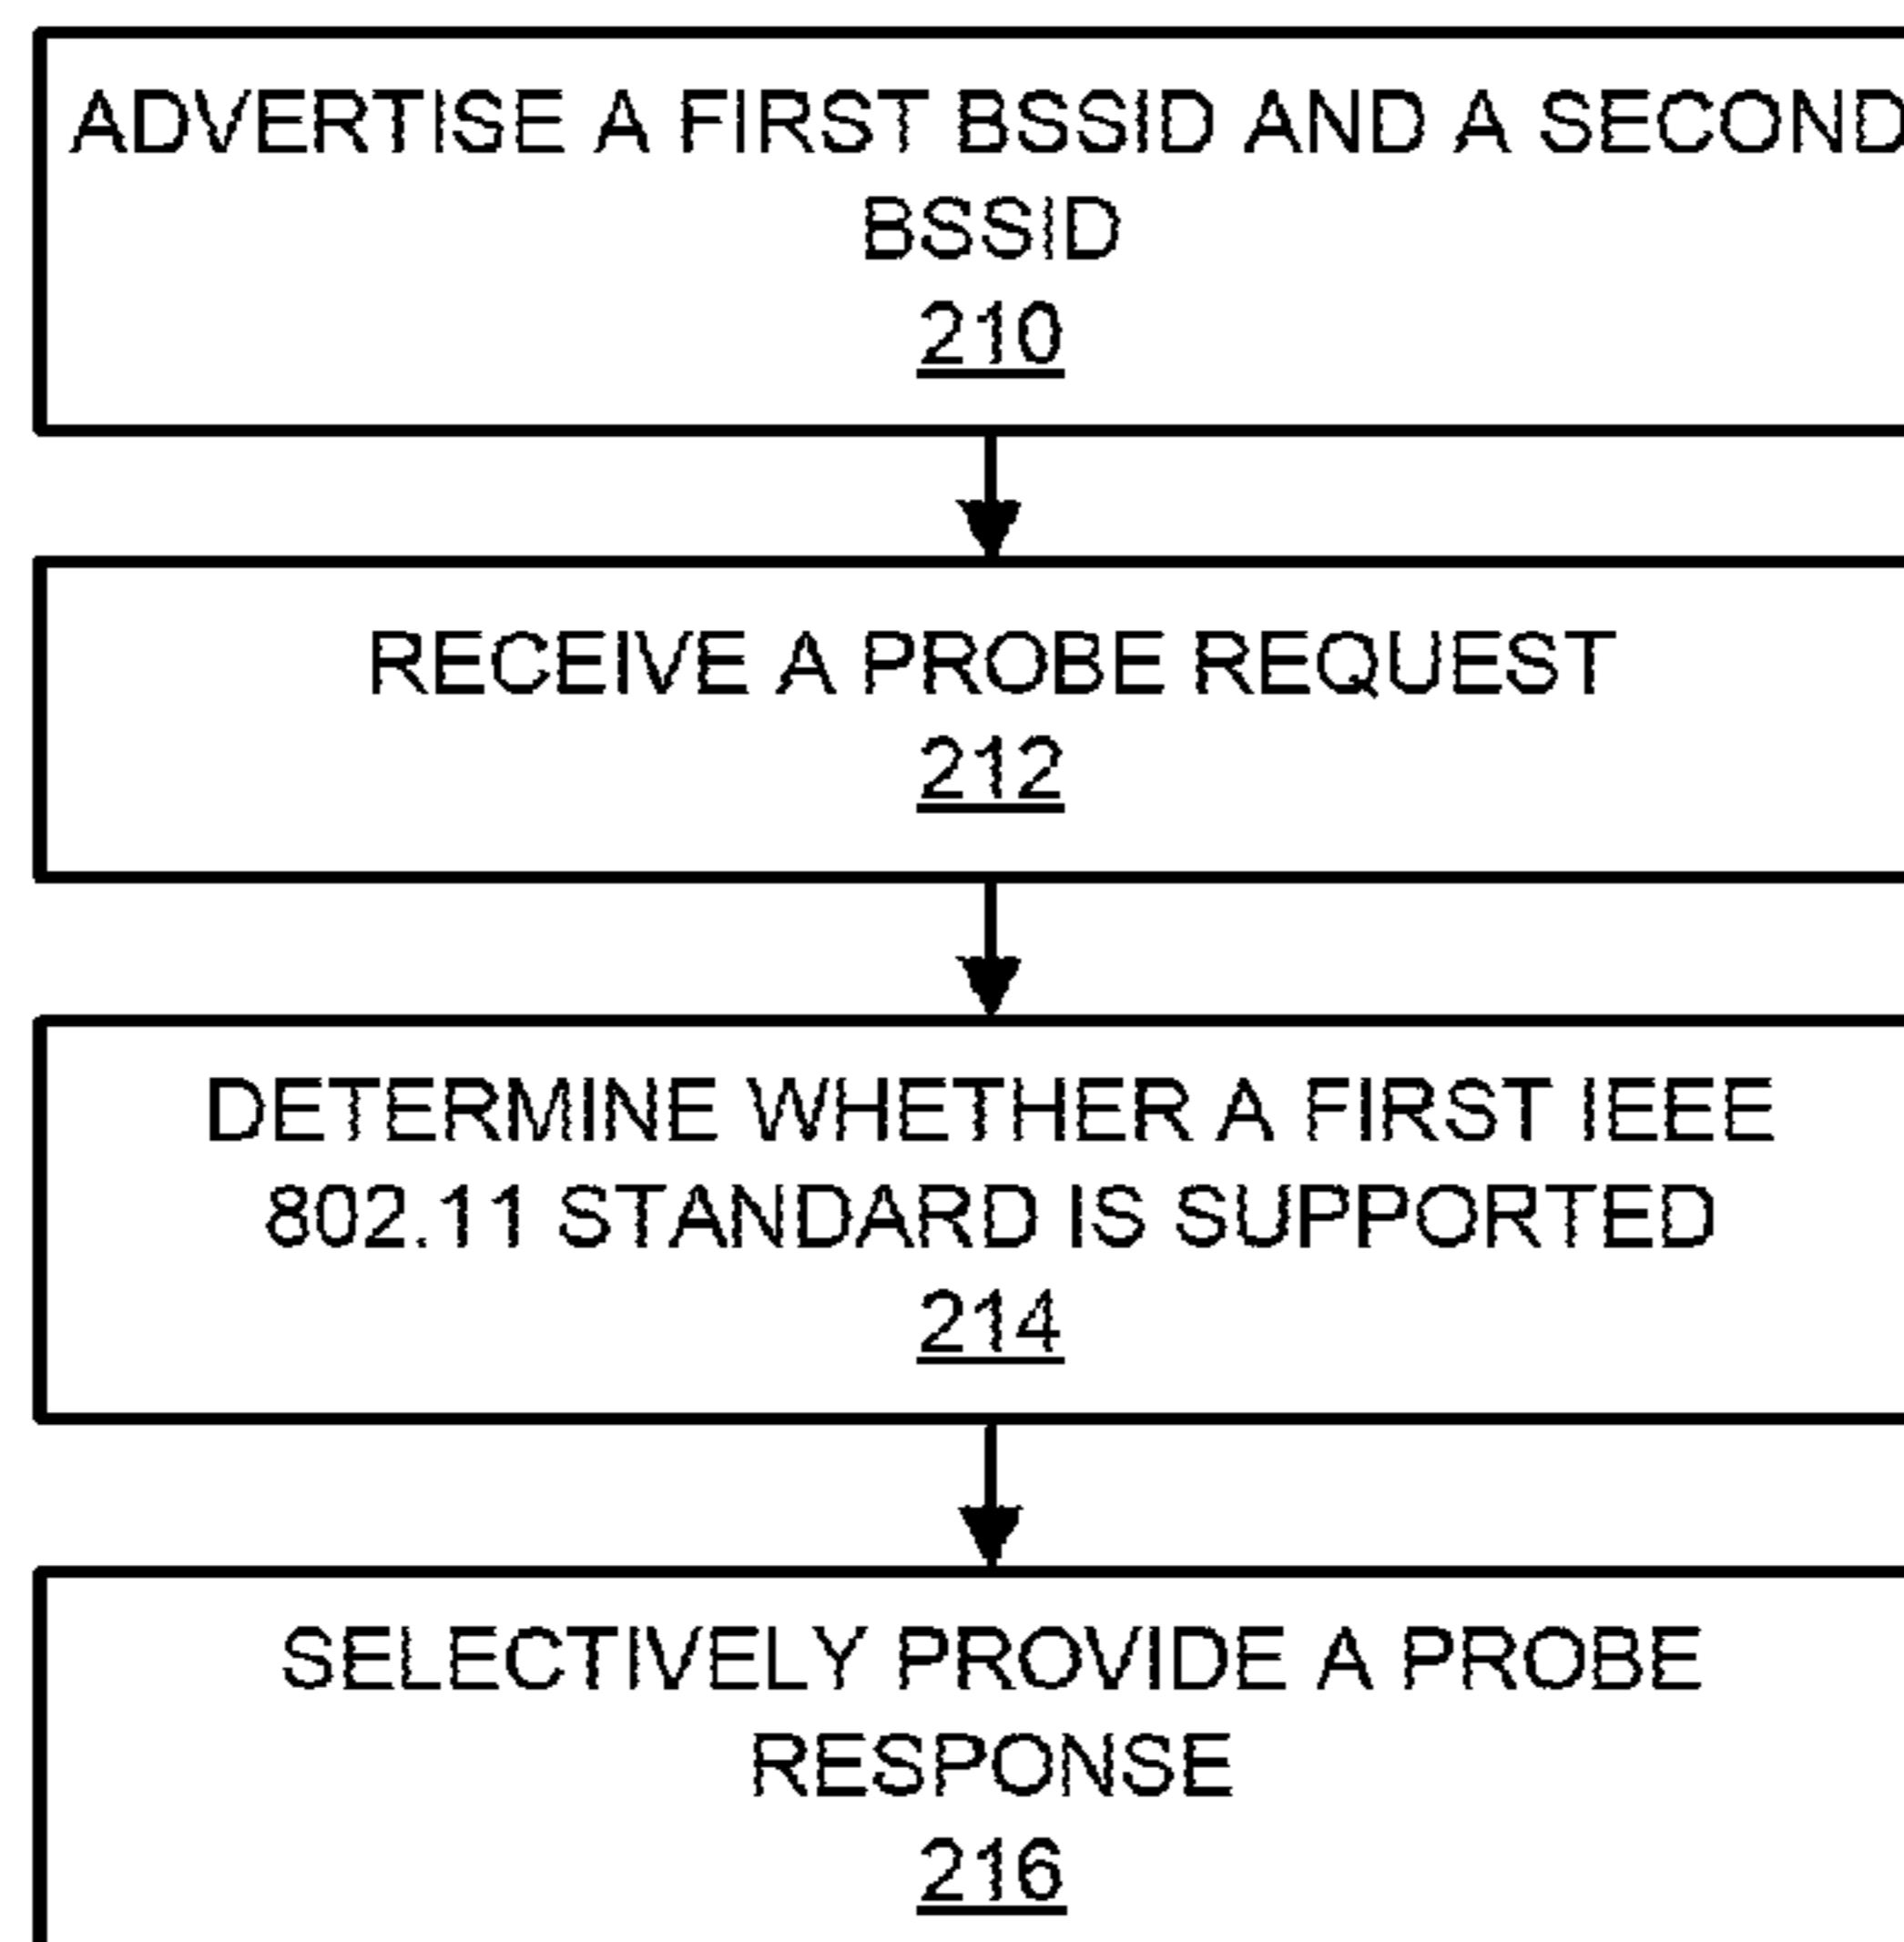 ADVERTISE A FIRST BSSID AND A SECOND
BSSID
210
RECEIVE A PROBE REQUEST
212
DETERMINE WHETHER A FIRST IEEE
802.11 STANDARD IS SUPPORTED
214
SELECTIVELY PROVIDE A PROBE
RESPONSE
216